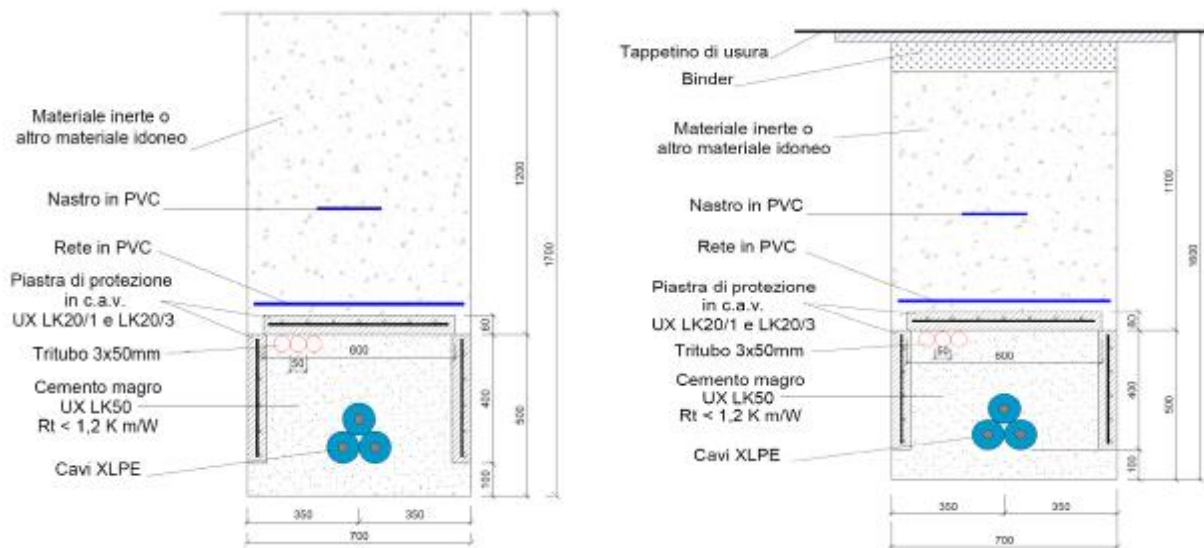 Materiale inerte o
altro materiale idoneo
Nastro in PVC
Rete in PVC
Piastra di protezione
in c.a.v.
UX LK20/1 e LK20/3
Tritubo 3x50mm
Cemento magro
UX LK50
Rt < 1,2 K m/W
Cavi XLPE
1200
1700
60
600
50
400
500
100
350
350
700
Tappetino di usura
Binder
Materiale inerte o
altro materiale idoneo
Nastro in PVC
Rete in PVC
Piastra di protezione
in c.a.v.
UX LK20/1 e LK20/3
Tritubo 3x50mm
Cemento magro
UX LK50
Rt < 1,2 K m/W
Cavi XLPE
1100
1600
60
600
50
400
500
100
350
350
700